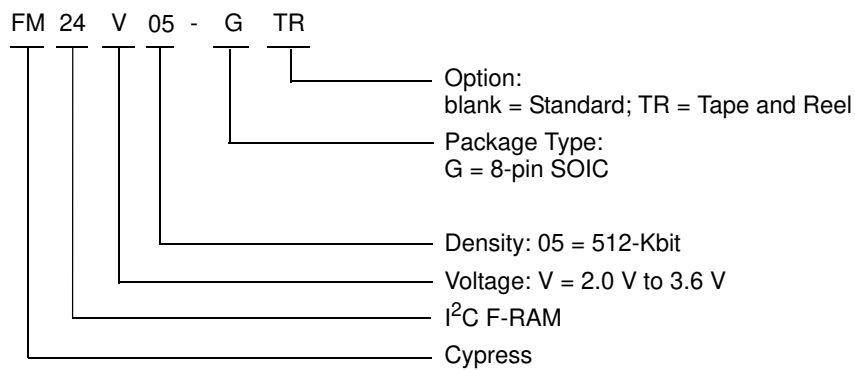 FM 24 V 05 - G TR
Option:
blank = Standard; TR = Tape and Reel
Package Type:
G = 8-pin SOIC
Density: 05 = 512-Kbit
Voltage: V = 2.0 V to 3.6 V
I²C F-RAM
Cypress